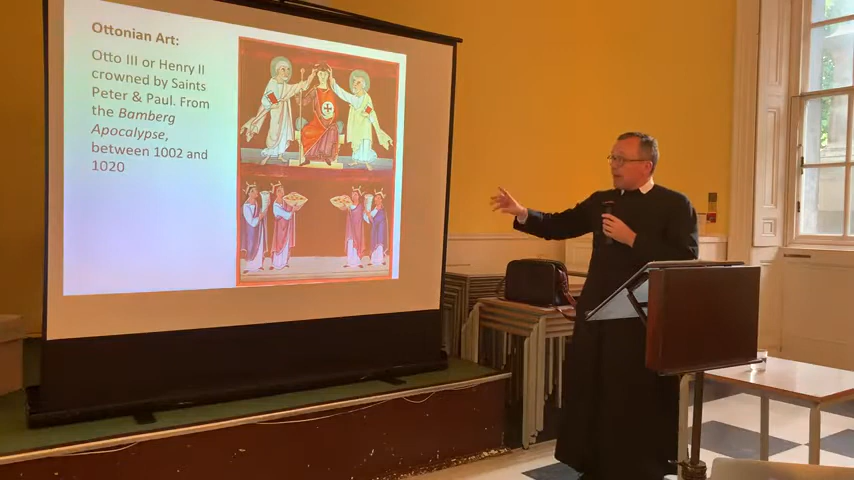 Ottonian Art:
Otto III or Henry II
crowned by Saints
Peter & Paul. From
the Bamberg
Apocalypse,
between 1002 and
1020